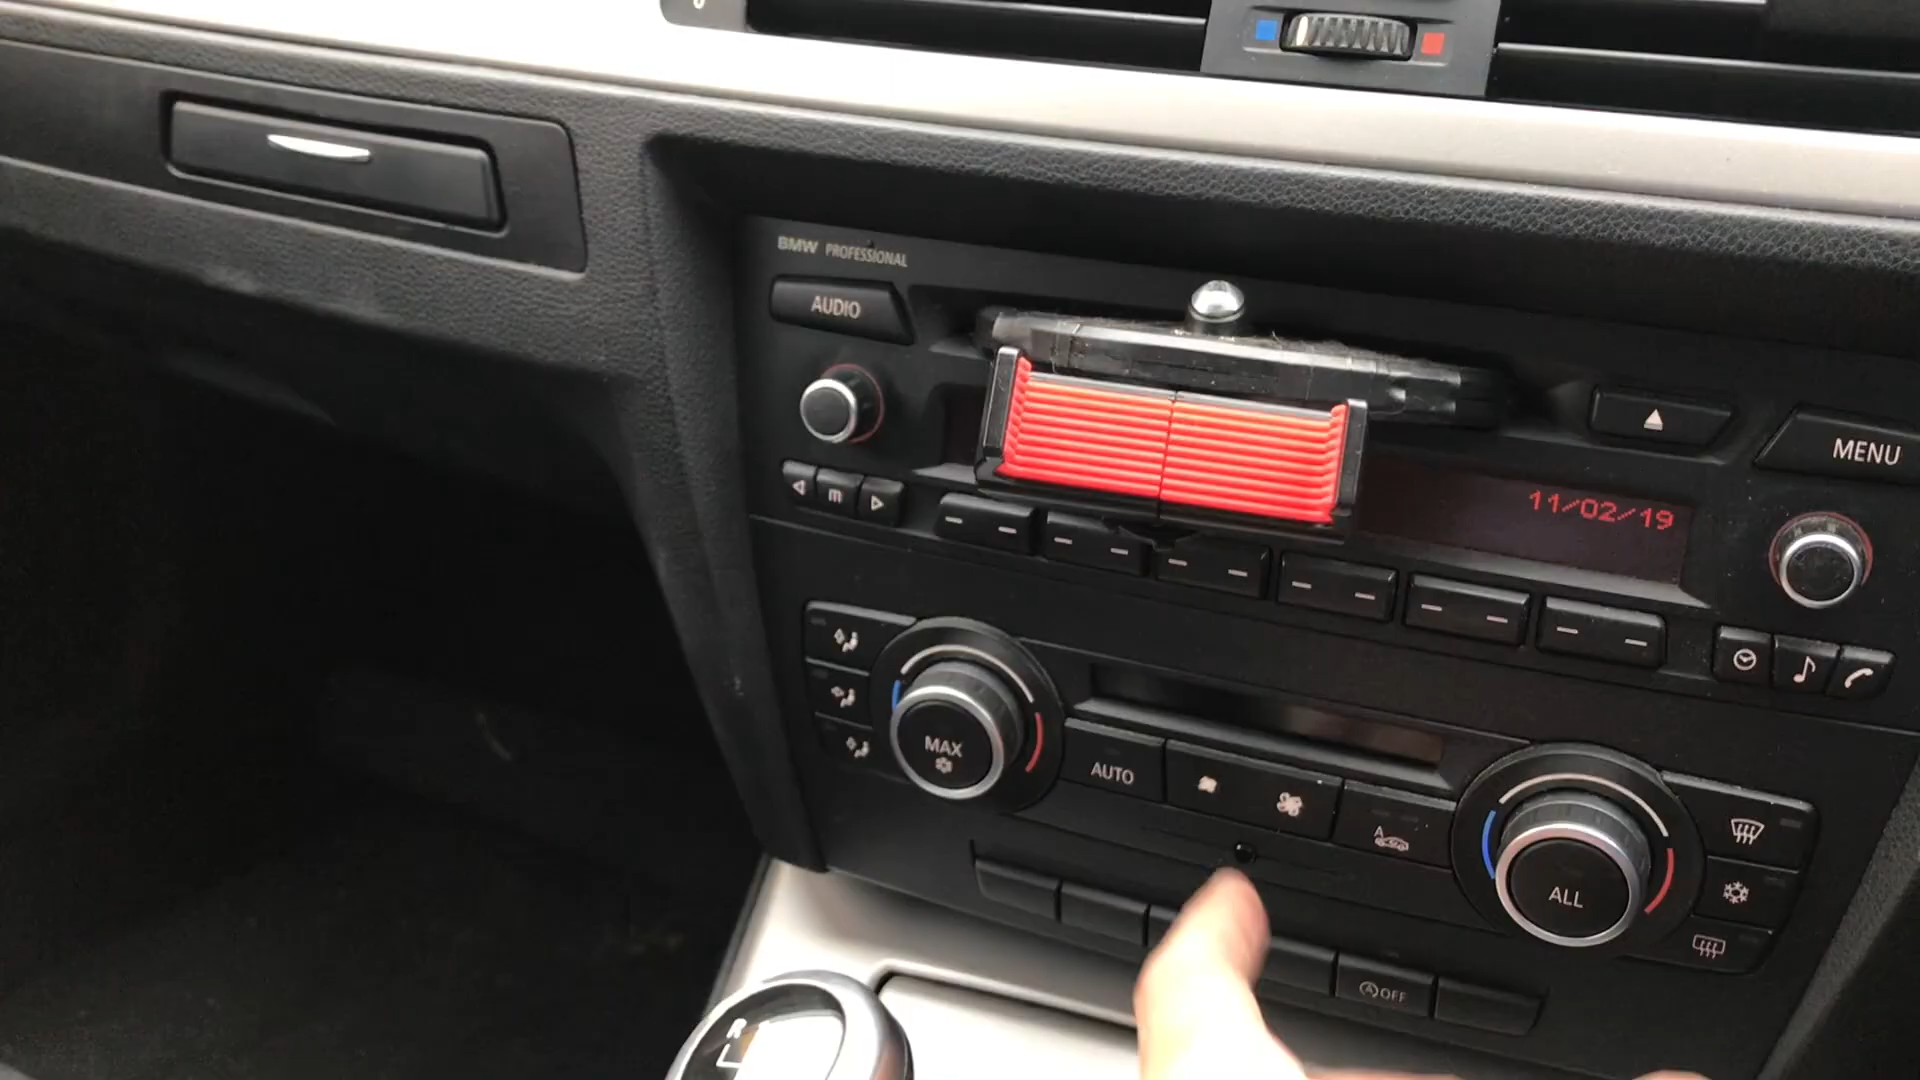 BMW PROFESSIONAL
AUDIO
MENU
m
11/02/19
MAX
AUTO
A
ALL
A OFF
R